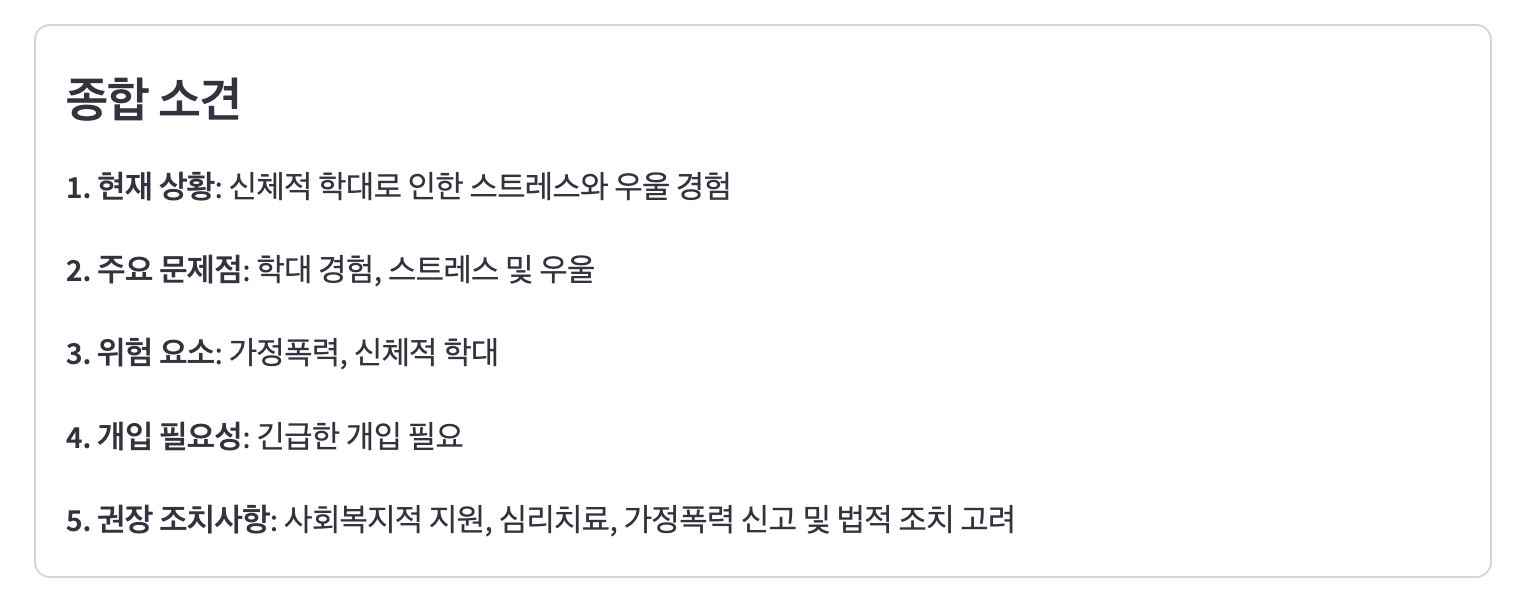 종합 소견
1. 현재 상황: 신체적 학대로 인한 스트레스와 우울 경험
2. 주요 문제점: 학대 경험, 스트레스 및 우울
3. 위험 요소: 가정폭력, 신체적 학대
4. 개입 필요성: 긴급한 개입 필요
5. 권장 조치사항: 사회복지적 지원, 심리치료, 가정폭력 신고 및 법적 조치 고려